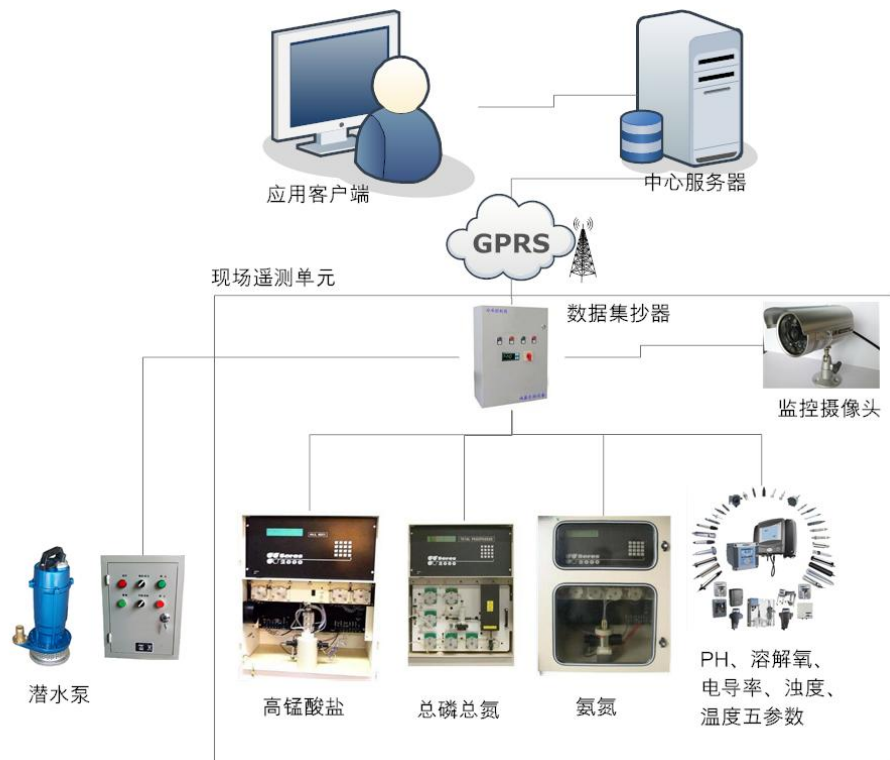 应用客户端
中心服务器
GPRS
现场遥测单元
数据集抄器
监控摄像头
潜水泵
高锰酸盐
总磷总氮
氨氮
PH、溶解氧、
电导率、浊度、
温度五参数